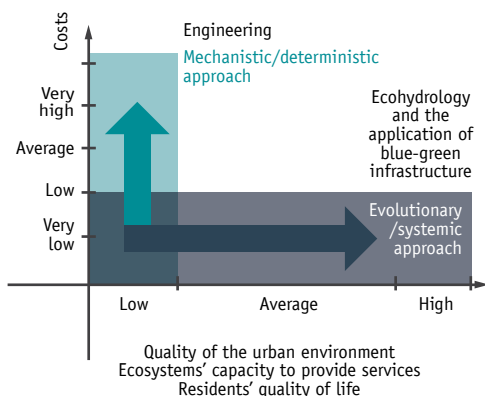 Costs
Engineering
Mechanistic/deterministic
approach
Very
high
Average
Low
Very
low
Ecohydrology
and the
application of
blue-green
infrastructure
Evolutionary
/systemic
approach
Low
Average
High
Quality of the urban environment
Ecosystems' capacity to provide services
Residents' quality of life